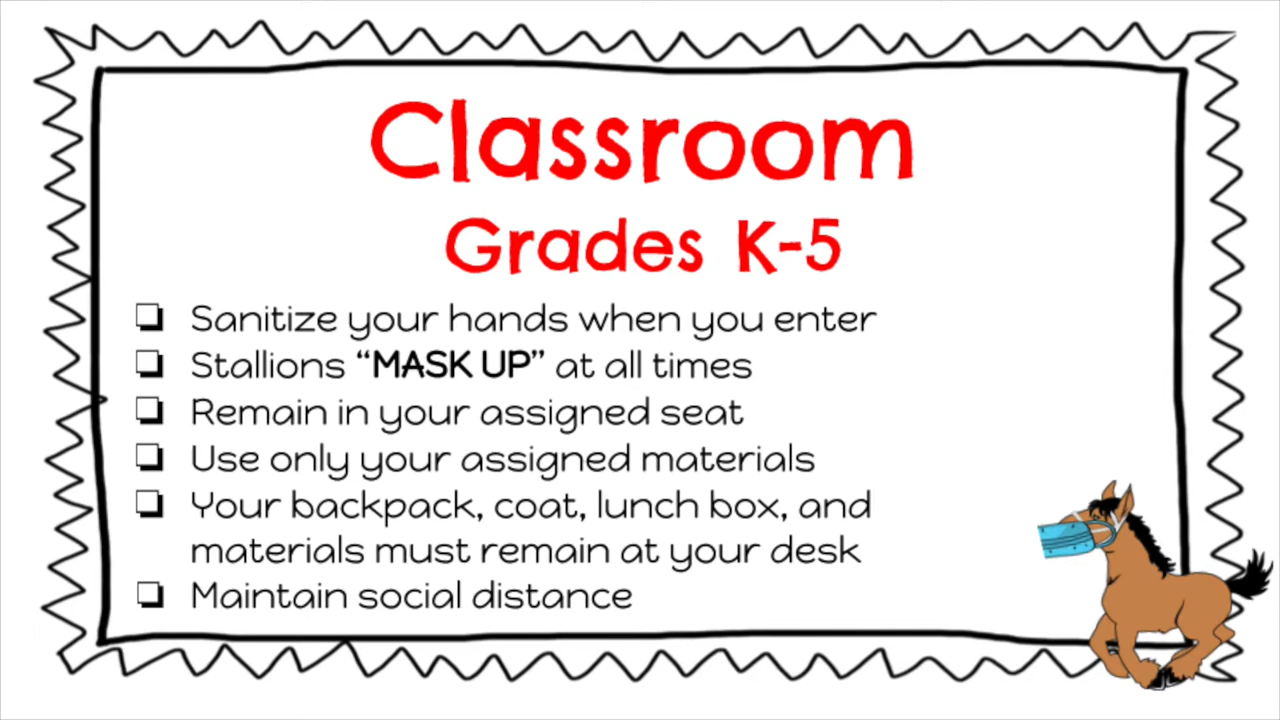 Classroom
Grades K-5
❏ Sanitize your hands when you enter
❏ Stallions “MASK UP” at all times
❏ Remain in your assigned seat
❏ Use only your assigned materials
❏ Your backpack, coat, lunch box, and
materials must remain at your desk
❏ Maintain social distance